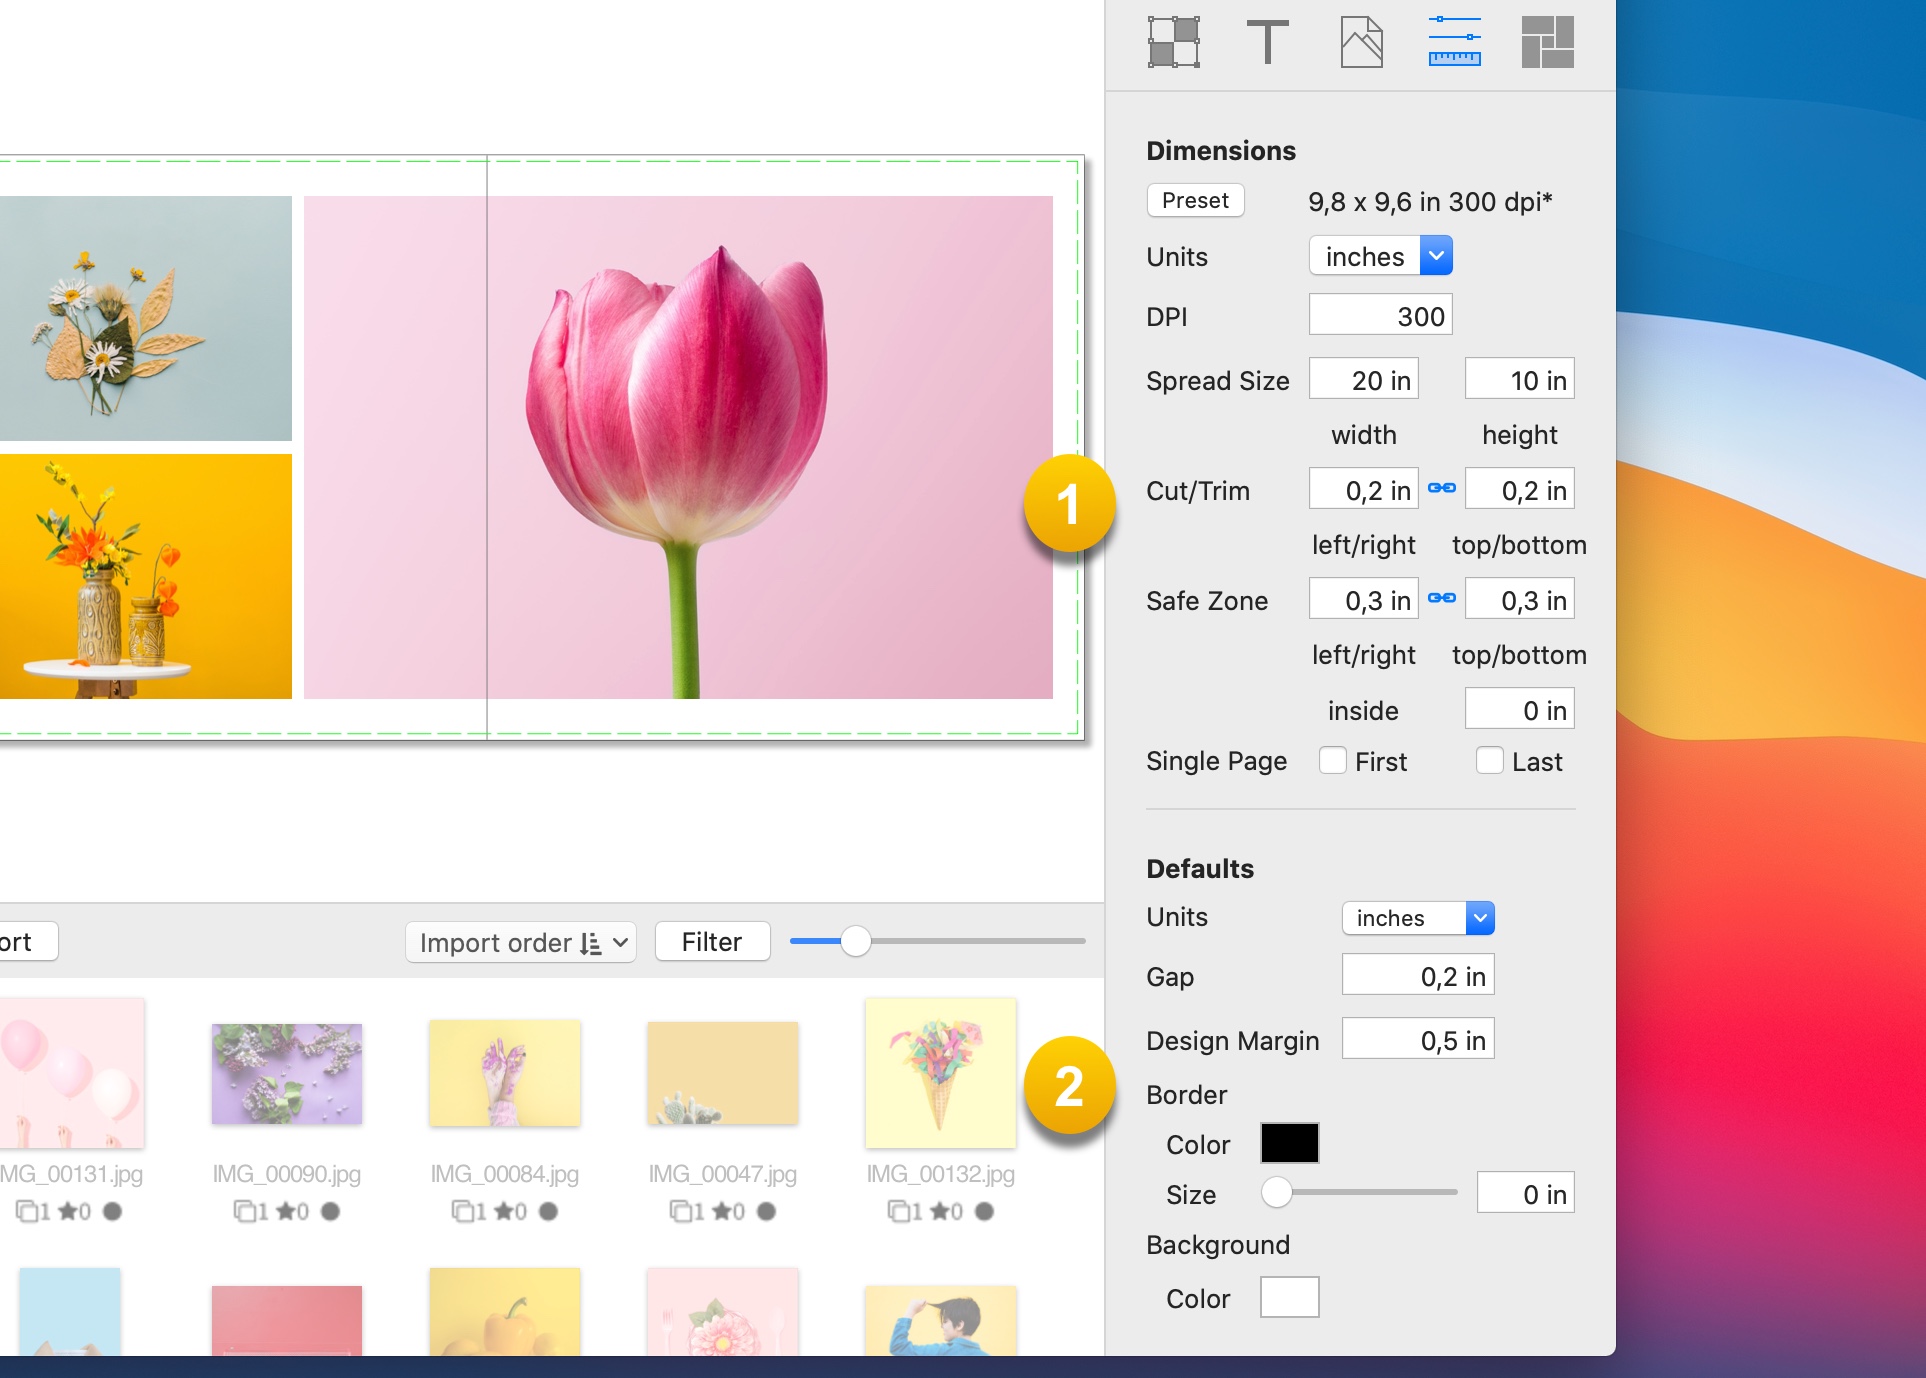 T
Dimensions
Preset 9,8 x 9,6 in 300 dpi*
Units inches
DPI 300
Spread Size 20 in 10 in
width height
1
Cut/Trim 0,2 in 0,2 in
left/right top/bottom
Safe Zone 0,3 in 0,3 in
left/right top/bottom
inside 0 in
Single Page First Last
Defaults
Units inches
Gap 0,2 in
Design Margin 0,5 in
2
Border
Color
Size 0 in
Background
Color
ort Import order Filter
MG_00131.jpg IMG_00090.jpg IMG_00084.jpg IMG_00047.jpg IMG_00132.jpg
1 ★0 1 ★0 1 ★0 1 ★0 1 ★0